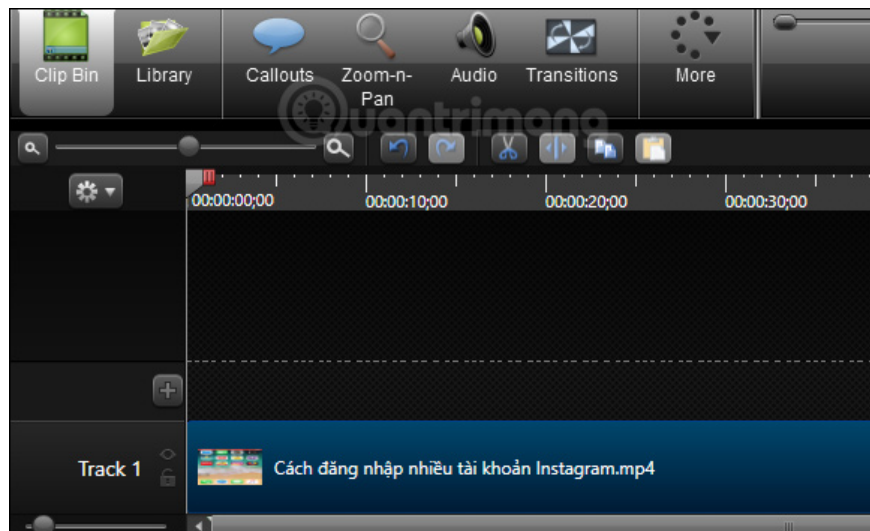 Clip Bin
Library
Callouts
Zoom-n-
Pan
Audio
Transitions
More
Quantrimang
00:00:00;00
00:00:10;00
00:00:20;00
00:00:30;00
Track 1
Cách đăng nhập nhiều tài khoản Instagram.mp4